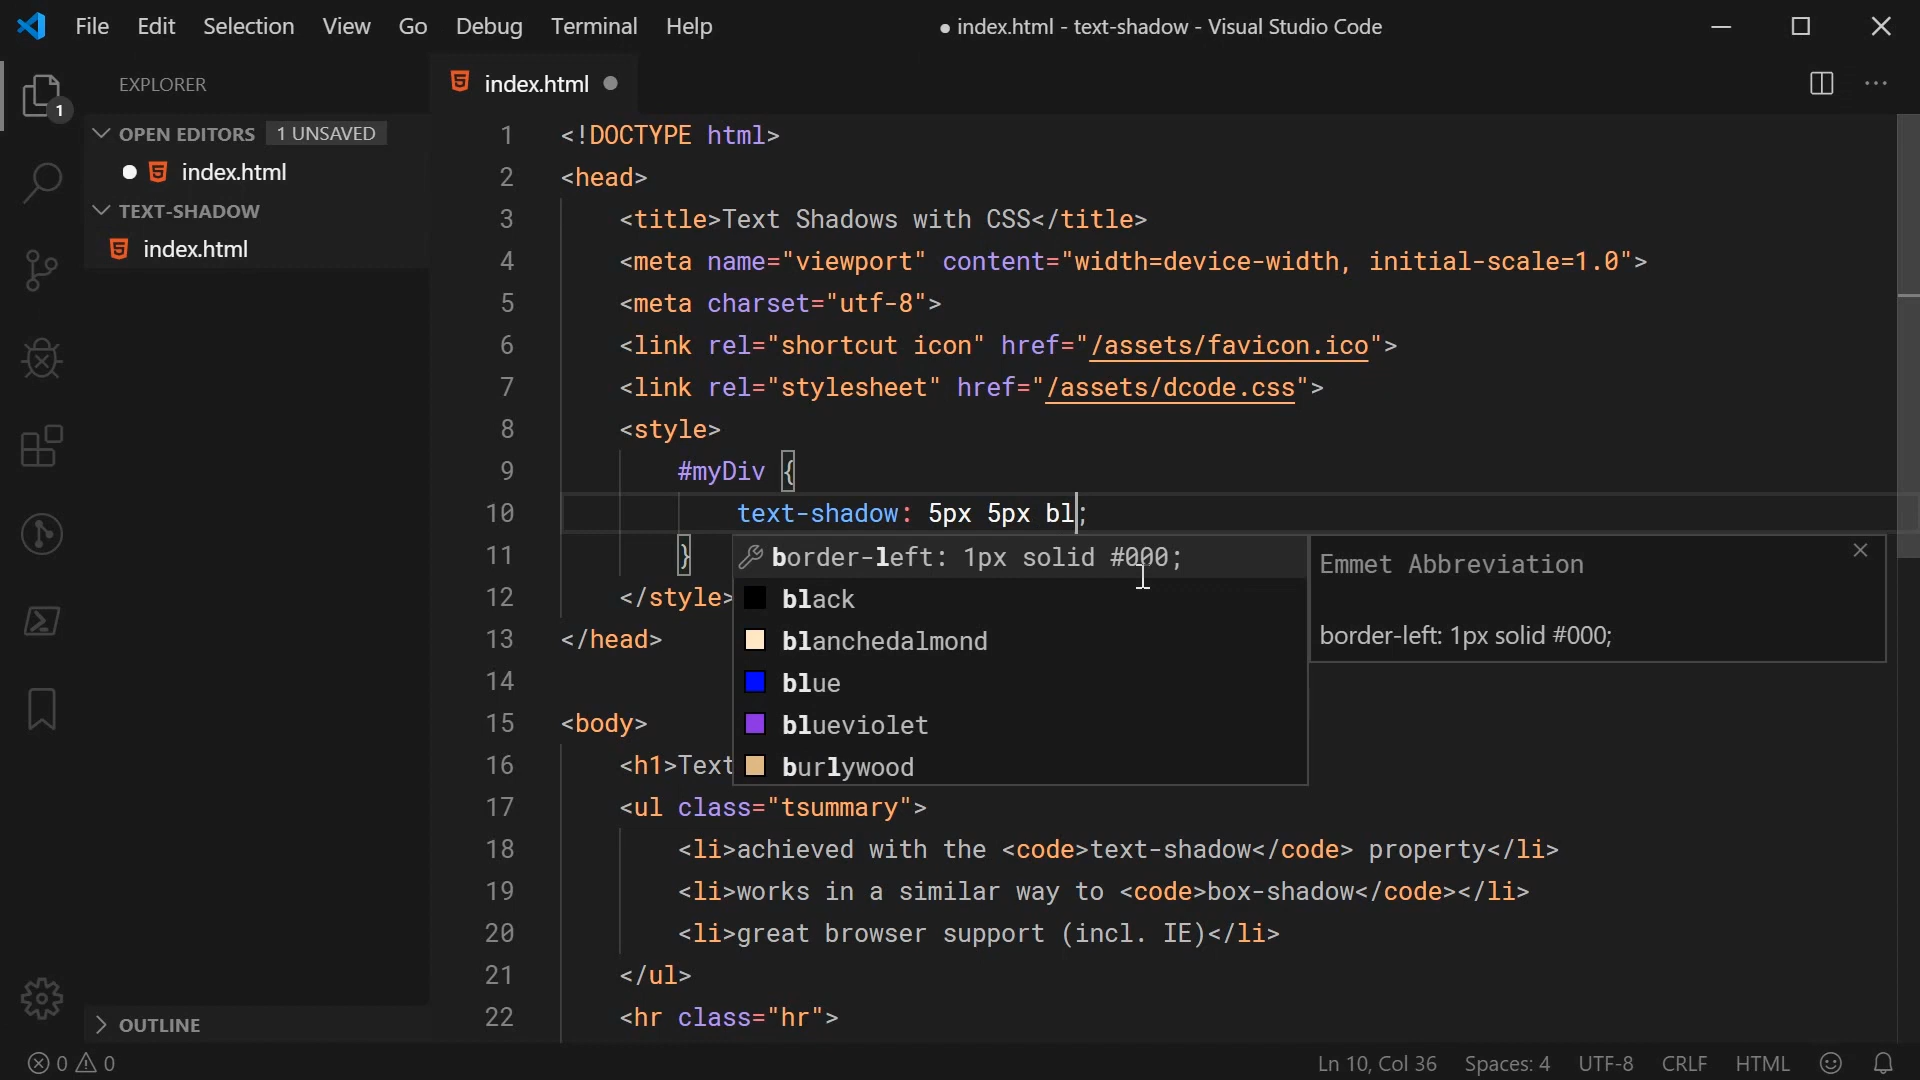 File Edit Selection View Go Debug Terminal Help
● index.html - text-shadow - Visual Studio Code
EXPLORER
1
OPEN EDITORS 1 UNSAVED
index.html
TEXT-SHADOW
index.html
OUTLINE
index.html
1 <!DOCTYPE html>
2 <head>
3 <title>Text Shadows with CSS</title>
4 <meta name="viewport" content="width=device-width, initial-scale=1.0">
5 <meta charset="utf-8">
6 <link rel="shortcut icon" href="/assets/favicon.ico">
7 <link rel="stylesheet" href="/assets/dcode.css">
8 <style>
9 #myDiv {
10 text-shadow: 5px 5px bl;
11 }
12 </style>
13 </head>
14
15 <body>
16 <h1>Text
17 <ul class="tsummary">
18 <li>achieved with the <code>text-shadow</code> property</li>
19 <li>works in a similar way to <code>box-shadow</code></li>
20 <li>great browser support (incl. IE)</li>
21 </ul>
22 <hr class="hr">
border-left: 1px solid #000;
black
blanchedalmond
blue
blueviolet
burlywood
Emmet Abbreviation
border-left: 1px solid #000;
0 0
Ln 10, Col 36 Spaces: 4 UTF-8 CRLF HTML